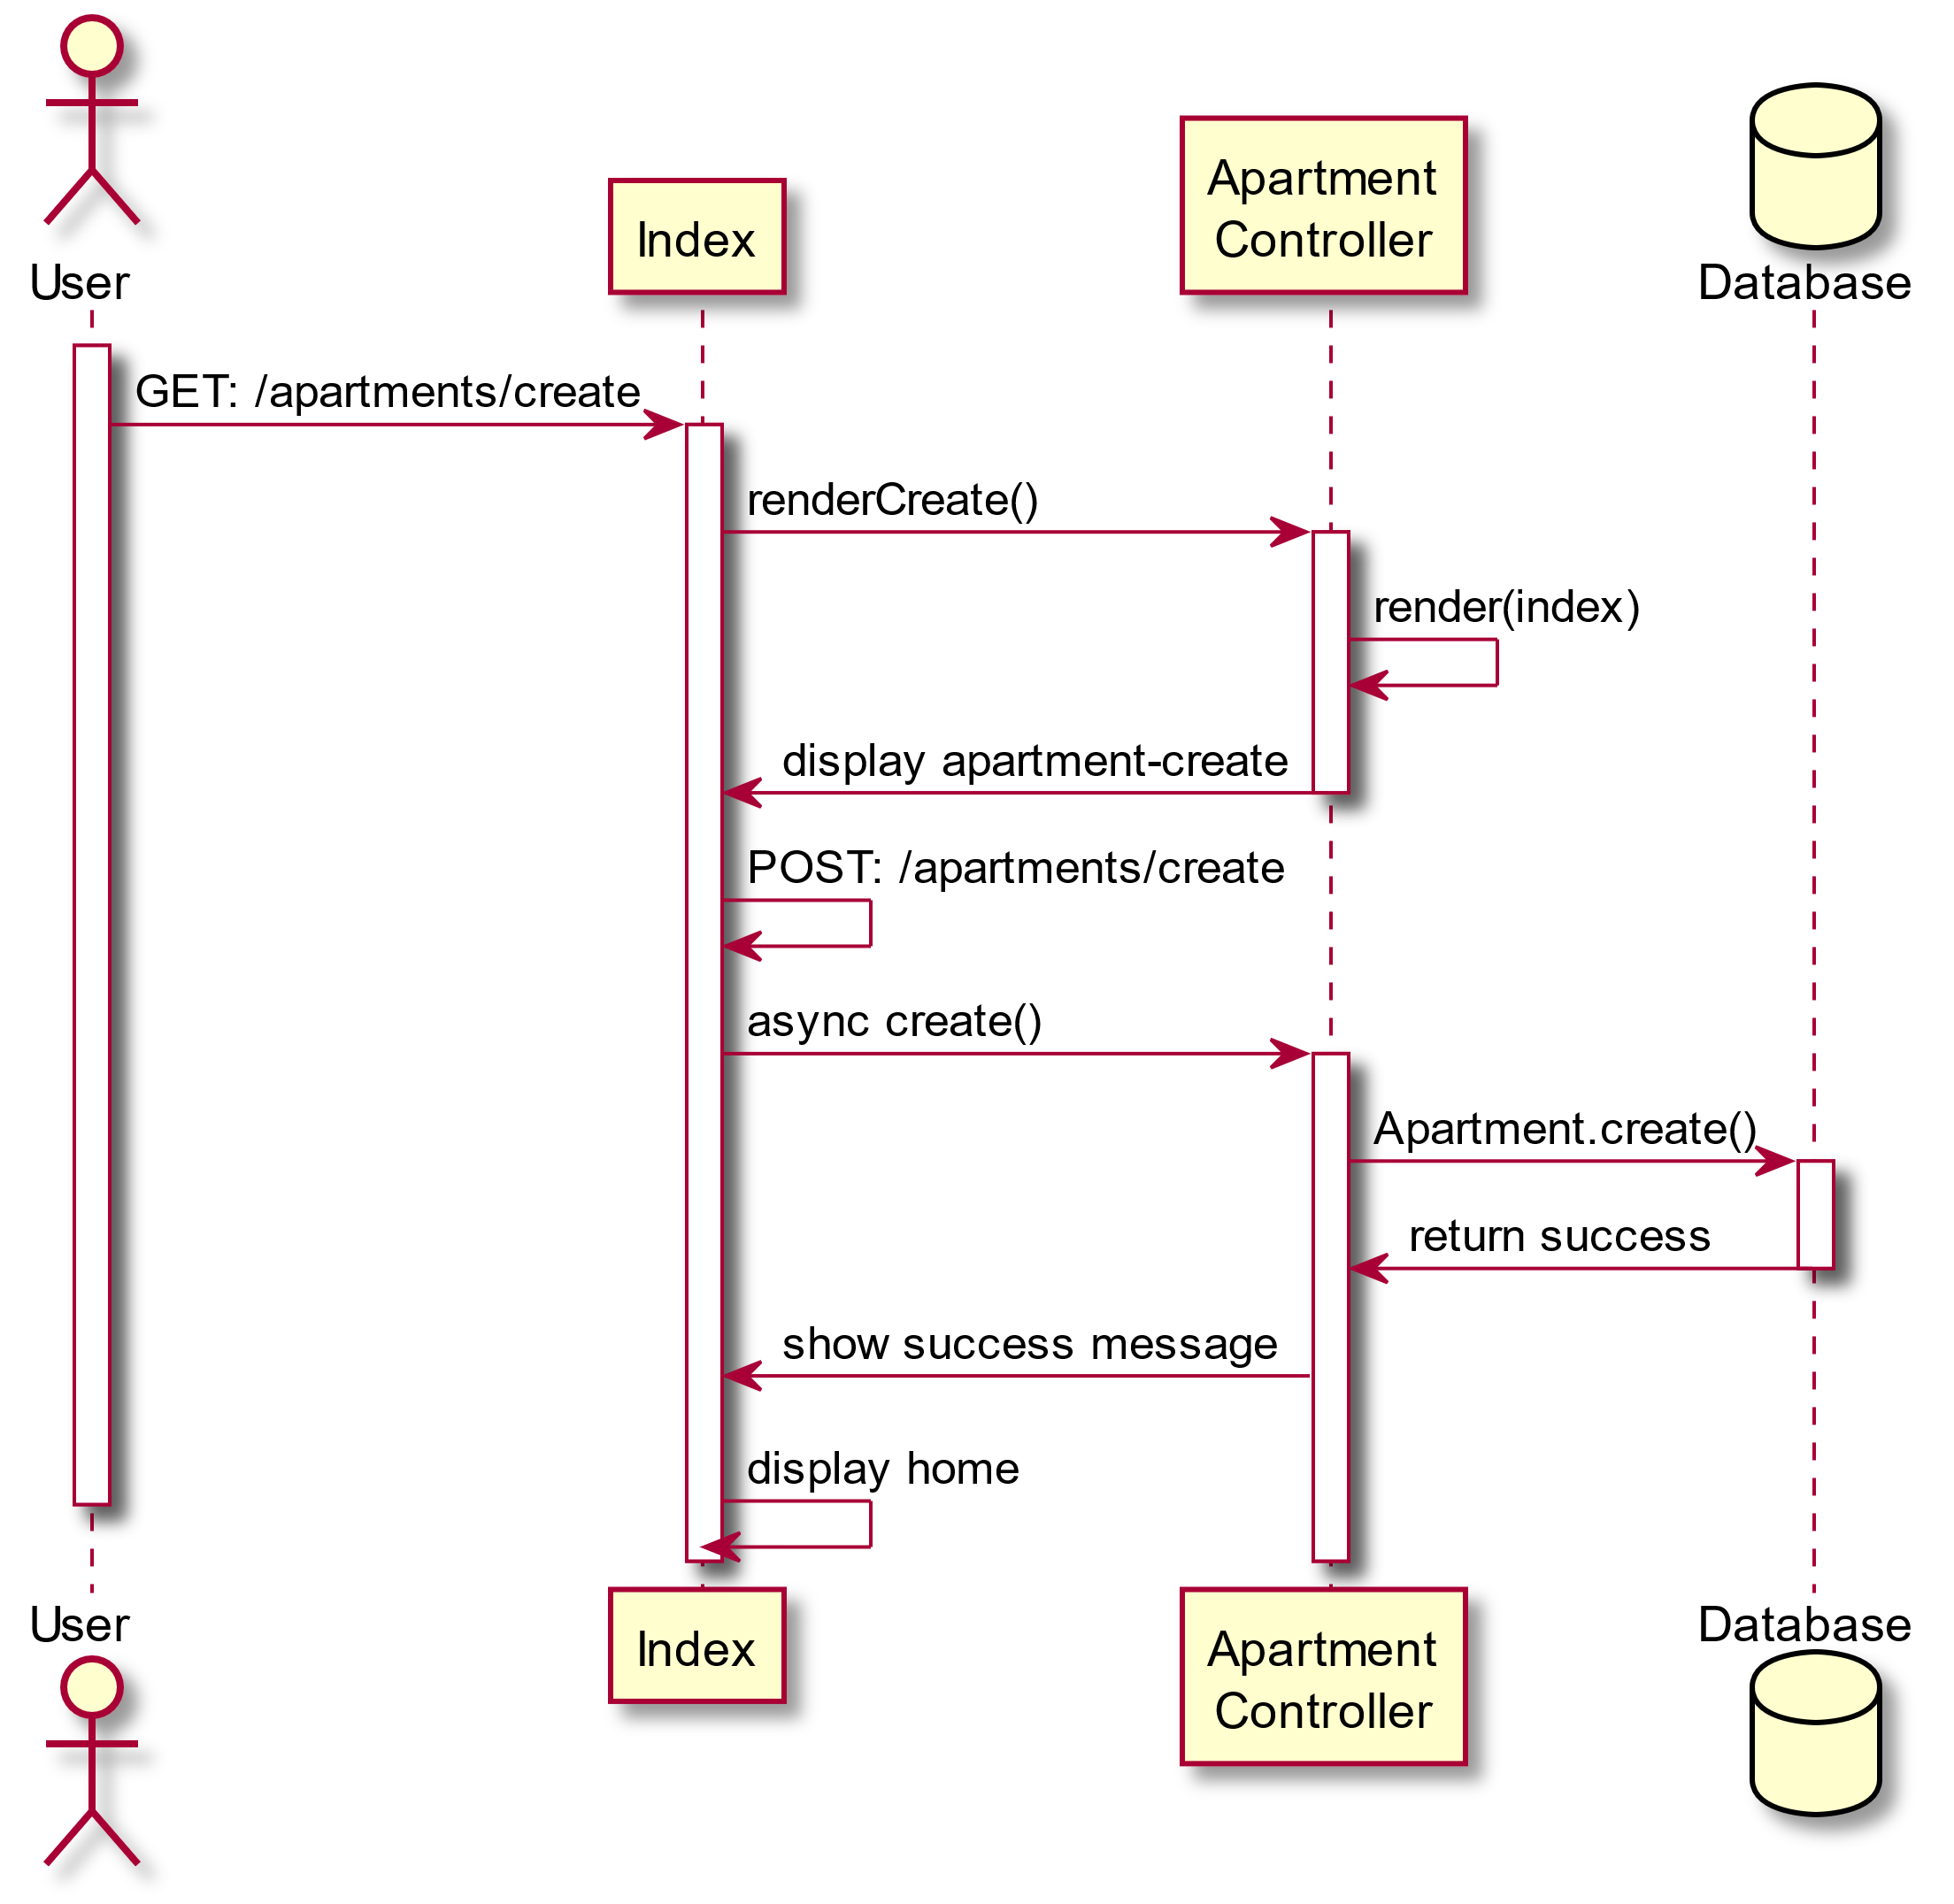 User
Index
Apartment
Controller
Database
GET: /apartments/create
renderCreate()
render(index)
display apartment-create
POST: /apartments/create
async create()
Apartment.create()
return success
show success message
display home
User
Index
Apartment
Controller
Database